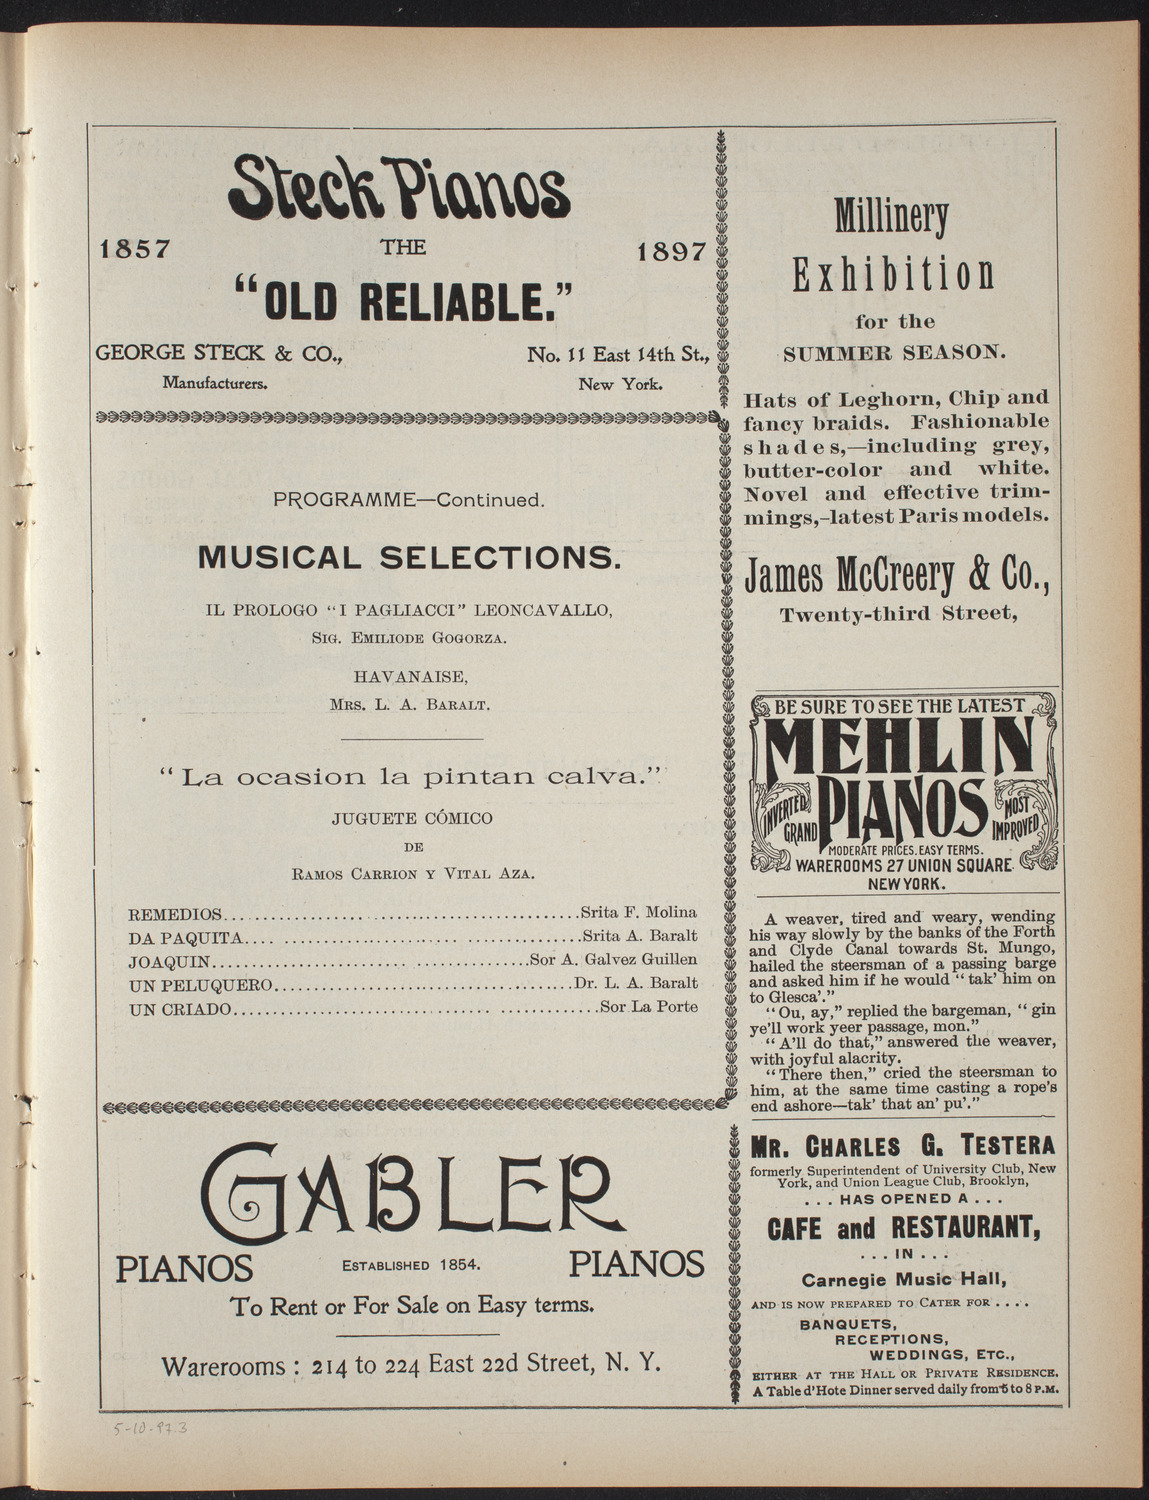 Steck Pianos
1857 THE 1897
"OLD RELIABLE."
GEORGE STECK & CO., No. 11 East 14th St.,
Manufacturers. New York.
PROGRAMME—Continued.
MUSICAL SELECTIONS.
IL PROLOGO "I PAGLIACCI" LEONCAVALLO,
SIG. EMILIODE GOGORZA.
HAVANAISE,
MRS. L. A. BARALT.
"La ocasion la pintan calva."
JUGUETE CÓMICO
DE
RAMOS CARRION Y VITAL AZA.
REMEDIOS...........................................Srita F. Molina
DA PAQUITA.........................................Srita A. Baralt
JOAQUIN.....................................Sor A. Galvez Guillen
UN PELUQUERO.....................................Dr. L. A. Baralt
UN CRIADO............................................Sor La Porte
GABLER
PIANOS ESTABLISHED 1854. PIANOS
To Rent or For Sale on Easy terms.
Warerooms : 214 to 224 East 22d Street, N. Y.
Millinery
Exhibition
for the
SUMMER SEASON.
Hats of Leghorn, Chip and
fancy braids. Fashionable
shades,—including grey,
butter-color and white.
Novel and effective trim-
mings,-latest Paris models.
James McCreery & Co.,
Twenty-third Street,
BE SURE TO SEE THE LATEST
MEHLIN
INVERTED GRAND PIANOS MOST IMPROVED
MODERATE PRICES. EASY TERMS.
WAREROOMS 27 UNION SQUARE
NEW YORK.
A weaver, tired and weary, wending
his way slowly by the banks of the Forth
and Clyde Canal towards St. Mungo,
hailed the steersman of a passing barge
and asked him if he would "tak' him on
to Glesca'."
"Ou, ay," replied the bargeman, "gin
ye'll work yeer passage, mon."
"A'll do that," answered the weaver,
with joyful alacrity.
"There then," cried the steersman to
him, at the same time casting a rope's
end ashore—tak' that an' pu'."
MR. CHARLES G. TESTERA
formerly Superintendent of University Club, New
York, and Union League Club, Brooklyn,
... HAS OPENED A ...
CAFE and RESTAURANT,
... IN ...
Carnegie Music Hall,
AND IS NOW PREPARED TO CATER FOR ....
BANQUETS,
RECEPTIONS,
WEDDINGS, ETC.,
EITHER AT THE HALL OR PRIVATE RESIDENCE.
A Table d'Hote Dinner served daily from 5 to 8 P.M.
5-10-97.3